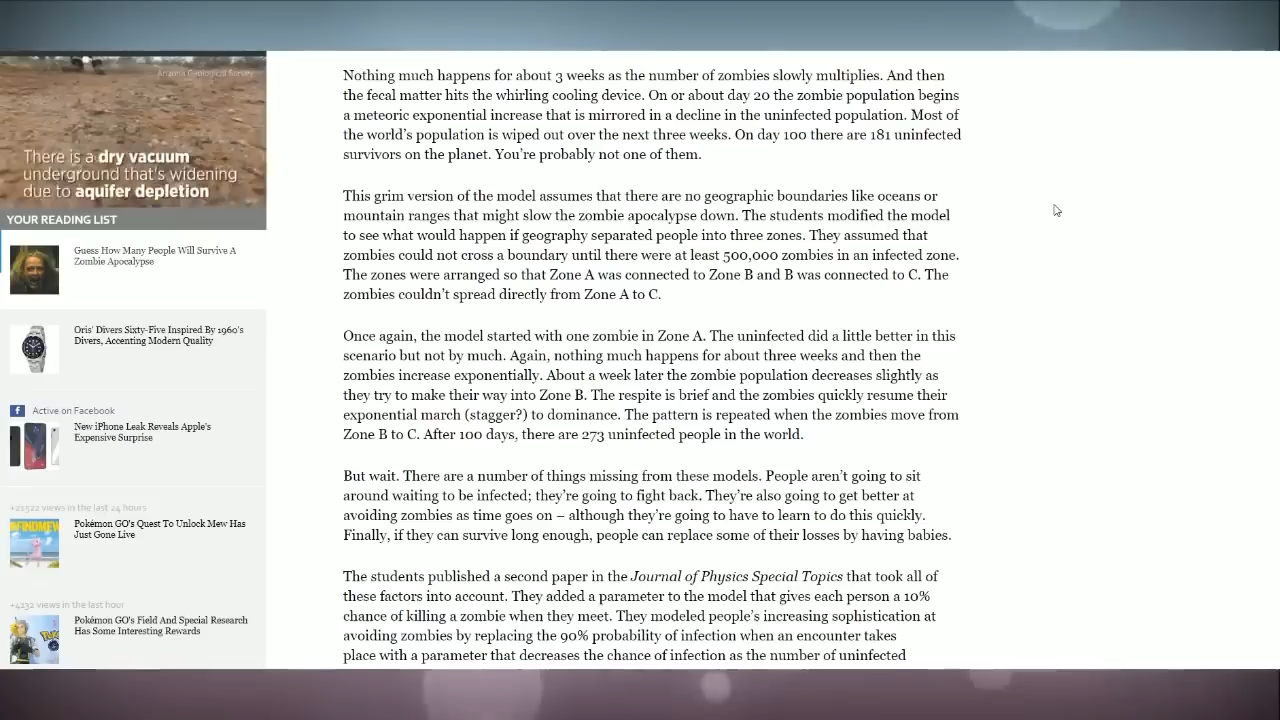 Arizona Geological Survey
There is a dry vacuum
underground that's widening
due to aquifer depletion
YOUR READING LIST
Guess How Many People Will Survive A
Zombie Apocalypse
Oris' Divers Sixty-Five Inspired By 1960's
Divers, Accenting Modern Quality
Active on Facebook
New iPhone Leak Reveals Apple's
Expensive Surprise
+21522 views in the last 24 hours
Pokémon GO's Quest To Unlock Mew Has
Just Gone Live
+4232 views in the last hour
Pokémon GO's Field And Special Research
Has Some Interesting Rewards
Nothing much happens for about 3 weeks as the number of zombies slowly multiplies. And then
the fecal matter hits the whirling cooling device. On or about day 20 the zombie population begins
a meteoric exponential increase that is mirrored in a decline in the uninfected population. Most of
the world's population is wiped out over the next three weeks. On day 100 there are 181 uninfected
survivors on the planet. You're probably not one of them.
This grim version of the model assumes that there are no geographic boundaries like oceans or
mountain ranges that might slow the zombie apocalypse down. The students modified the model
to see what would happen if geography separated people into three zones. They assumed that
zombies could not cross a boundary until there were at least 500,000 zombies in an infected zone.
The zones were arranged so that Zone A was connected to Zone B and B was connected to C. The
zombies couldn't spread directly from Zone A to C.
Once again, the model started with one zombie in Zone A. The uninfected did a little better in this
scenario but not by much. Again, nothing much happens for about three weeks and then the
zombies increase exponentially. About a week later the zombie population decreases slightly as
they try to make their way into Zone B. The respite is brief and the zombies quickly resume their
exponential march (stagger?) to dominance. The pattern is repeated when the zombies move from
Zone B to C. After 100 days, there are 273 uninfected people in the world.
But wait. There are a number of things missing from these models. People aren't going to sit
around waiting to be infected; they're going to fight back. They're also going to get better at
avoiding zombies as time goes on – although they're going to have to learn to do this quickly.
Finally, if they can survive long enough, people can replace some of their losses by having babies.
The students published a second paper in the Journal of Physics Special Topics that took all of
these factors into account. They added a parameter to the model that gives each person a 10%
chance of killing a zombie when they meet. They modeled people's increasing sophistication at
avoiding zombies by replacing the 90% probability of infection when an encounter takes
place with a parameter that decreases the chance of infection as the number of uninfected